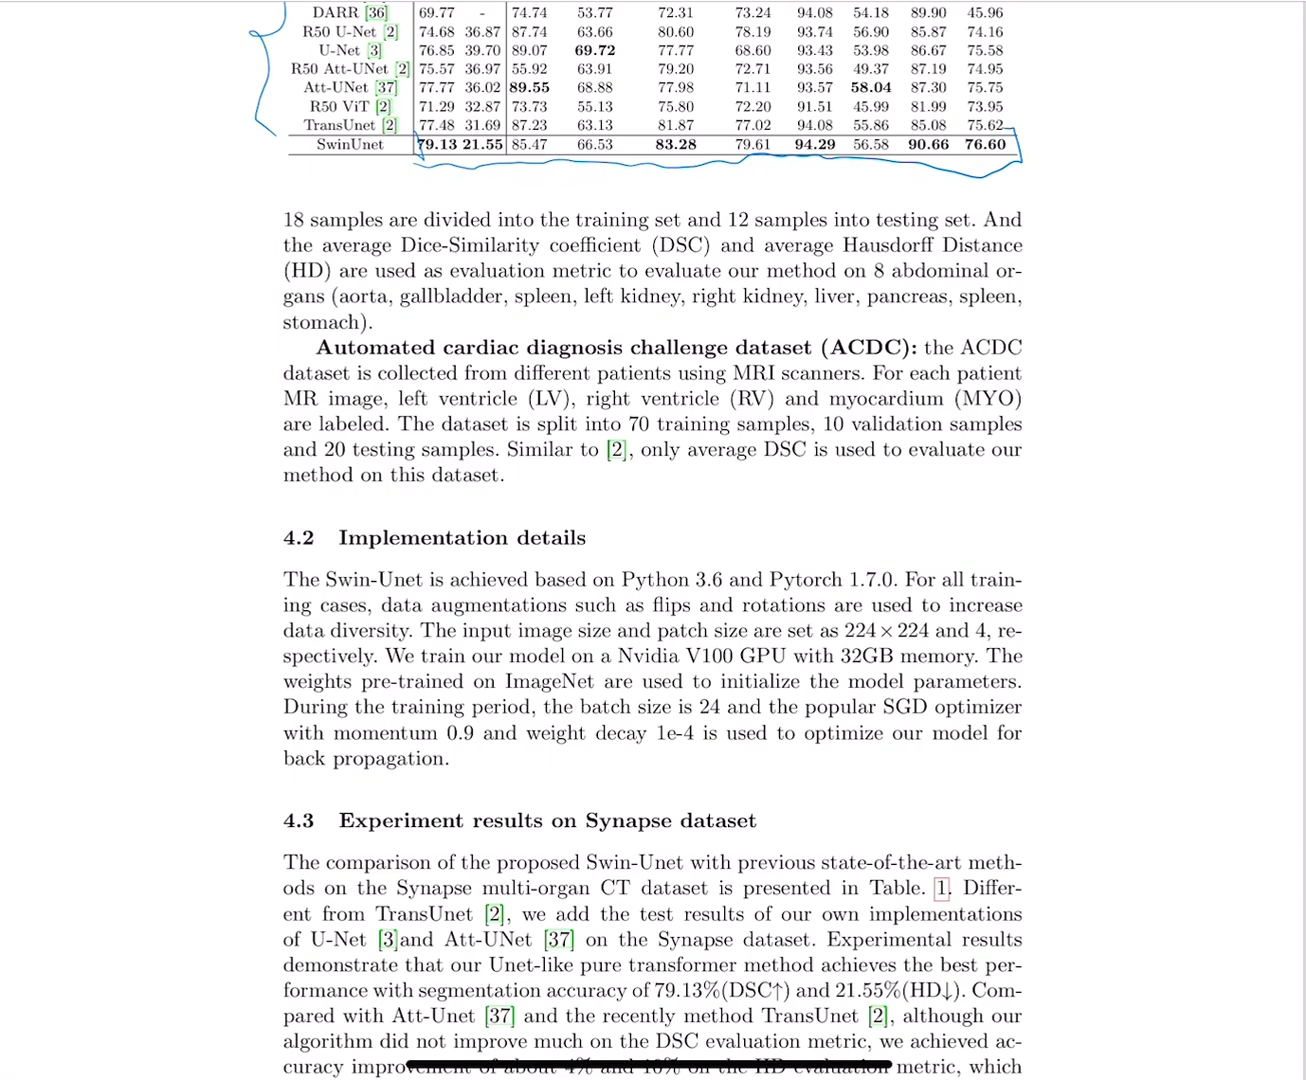 DARR [36] 69.77 - 74.74 53.77 72.31 73.24 94.08 54.18 89.90 45.96
R50 U-Net [2] 74.68 36.87 87.74 63.66 80.60 78.19 93.74 56.90 85.87 74.16
U-Net [3] 76.85 39.70 89.07 69.72 77.77 68.60 93.43 53.98 86.67 75.58
R50 Att-UNet [2] 75.57 36.97 55.92 63.91 79.20 72.71 93.56 49.37 87.19 74.95
Att-UNet [37] 77.77 36.02 89.55 68.88 77.98 71.11 93.57 58.04 87.30 75.75
R50 ViT [2] 71.29 32.87 73.73 55.13 75.80 72.20 91.51 45.99 81.99 73.95
TransUnet [2] 77.48 31.69 87.23 63.13 81.87 77.02 94.08 55.86 85.08 75.62
SwinUnet 79.13 21.55 85.47 66.53 83.28 79.61 94.29 56.58 90.66 76.60
18 samples are divided into the training set and 12 samples into testing set. And
the average Dice-Similarity coefficient (DSC) and average Hausdorff Distance
(HD) are used as evaluation metric to evaluate our method on 8 abdominal or-
gans (aorta, gallbladder, spleen, left kidney, right kidney, liver, pancreas, spleen,
stomach).
Automated cardiac diagnosis challenge dataset (ACDC): the ACDC
dataset is collected from different patients using MRI scanners. For each patient
MR image, left ventricle (LV), right ventricle (RV) and myocardium (MYO)
are labeled. The dataset is split into 70 training samples, 10 validation samples
and 20 testing samples. Similar to [2], only average DSC is used to evaluate our
method on this dataset.
4.2 Implementation details
The Swin-Unet is achieved based on Python 3.6 and Pytorch 1.7.0. For all train-
ing cases, data augmentations such as flips and rotations are used to increase
data diversity. The input image size and patch size are set as 224×224 and 4, re-
spectively. We train our model on a Nvidia V100 GPU with 32GB memory. The
weights pre-trained on ImageNet are used to initialize the model parameters.
During the training period, the batch size is 24 and the popular SGD optimizer
with momentum 0.9 and weight decay 1e-4 is used to optimize our model for
back propagation.
4.3 Experiment results on Synapse dataset
The comparison of the proposed Swin-Unet with previous state-of-the-art meth-
ods on the Synapse multi-organ CT dataset is presented in Table. 1. Differ-
ent from TransUnet [2], we add the test results of our own implementations
of U-Net [3]and Att-UNet [37] on the Synapse dataset. Experimental results
demonstrate that our Unet-like pure transformer method achieves the best per-
formance with segmentation accuracy of 79.13%(DSC↑) and 21.55%(HD↓). Com-
pared with Att-Unet [37] and the recently method TransUnet [2], although our
algorithm did not improve much on the DSC evaluation metric, we achieved ac-
curacy improvement of about 4% and 10% on the HD evaluation metric, which